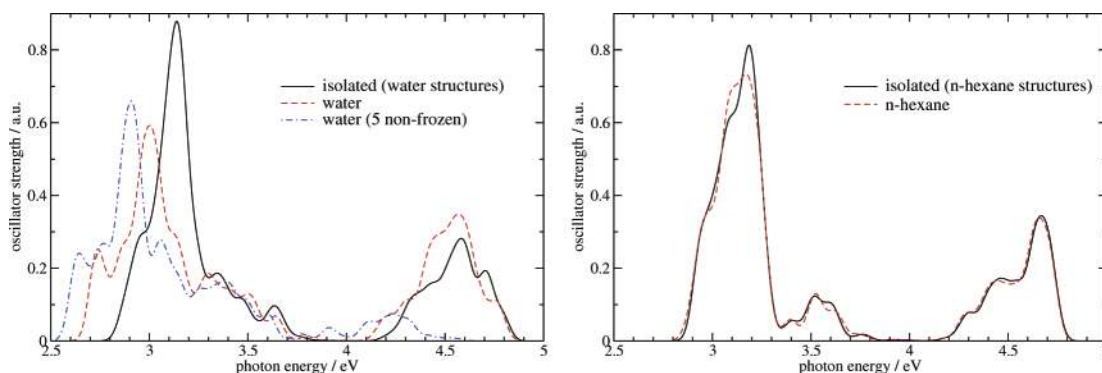 0.8
0.6
0.4
0.2
0
oscillator strength / a.u.
isolated (water structures)
water
water (5 non-frozen)
2.5 3 3.5 4 4.5 5
photon energy / eV
0.8
0.6
0.4
0.2
0
oscillator strength / a.u.
isolated (n-hexane structures)
n-hexane
2.5 3 3.5 4 4.5
photon energy / eV